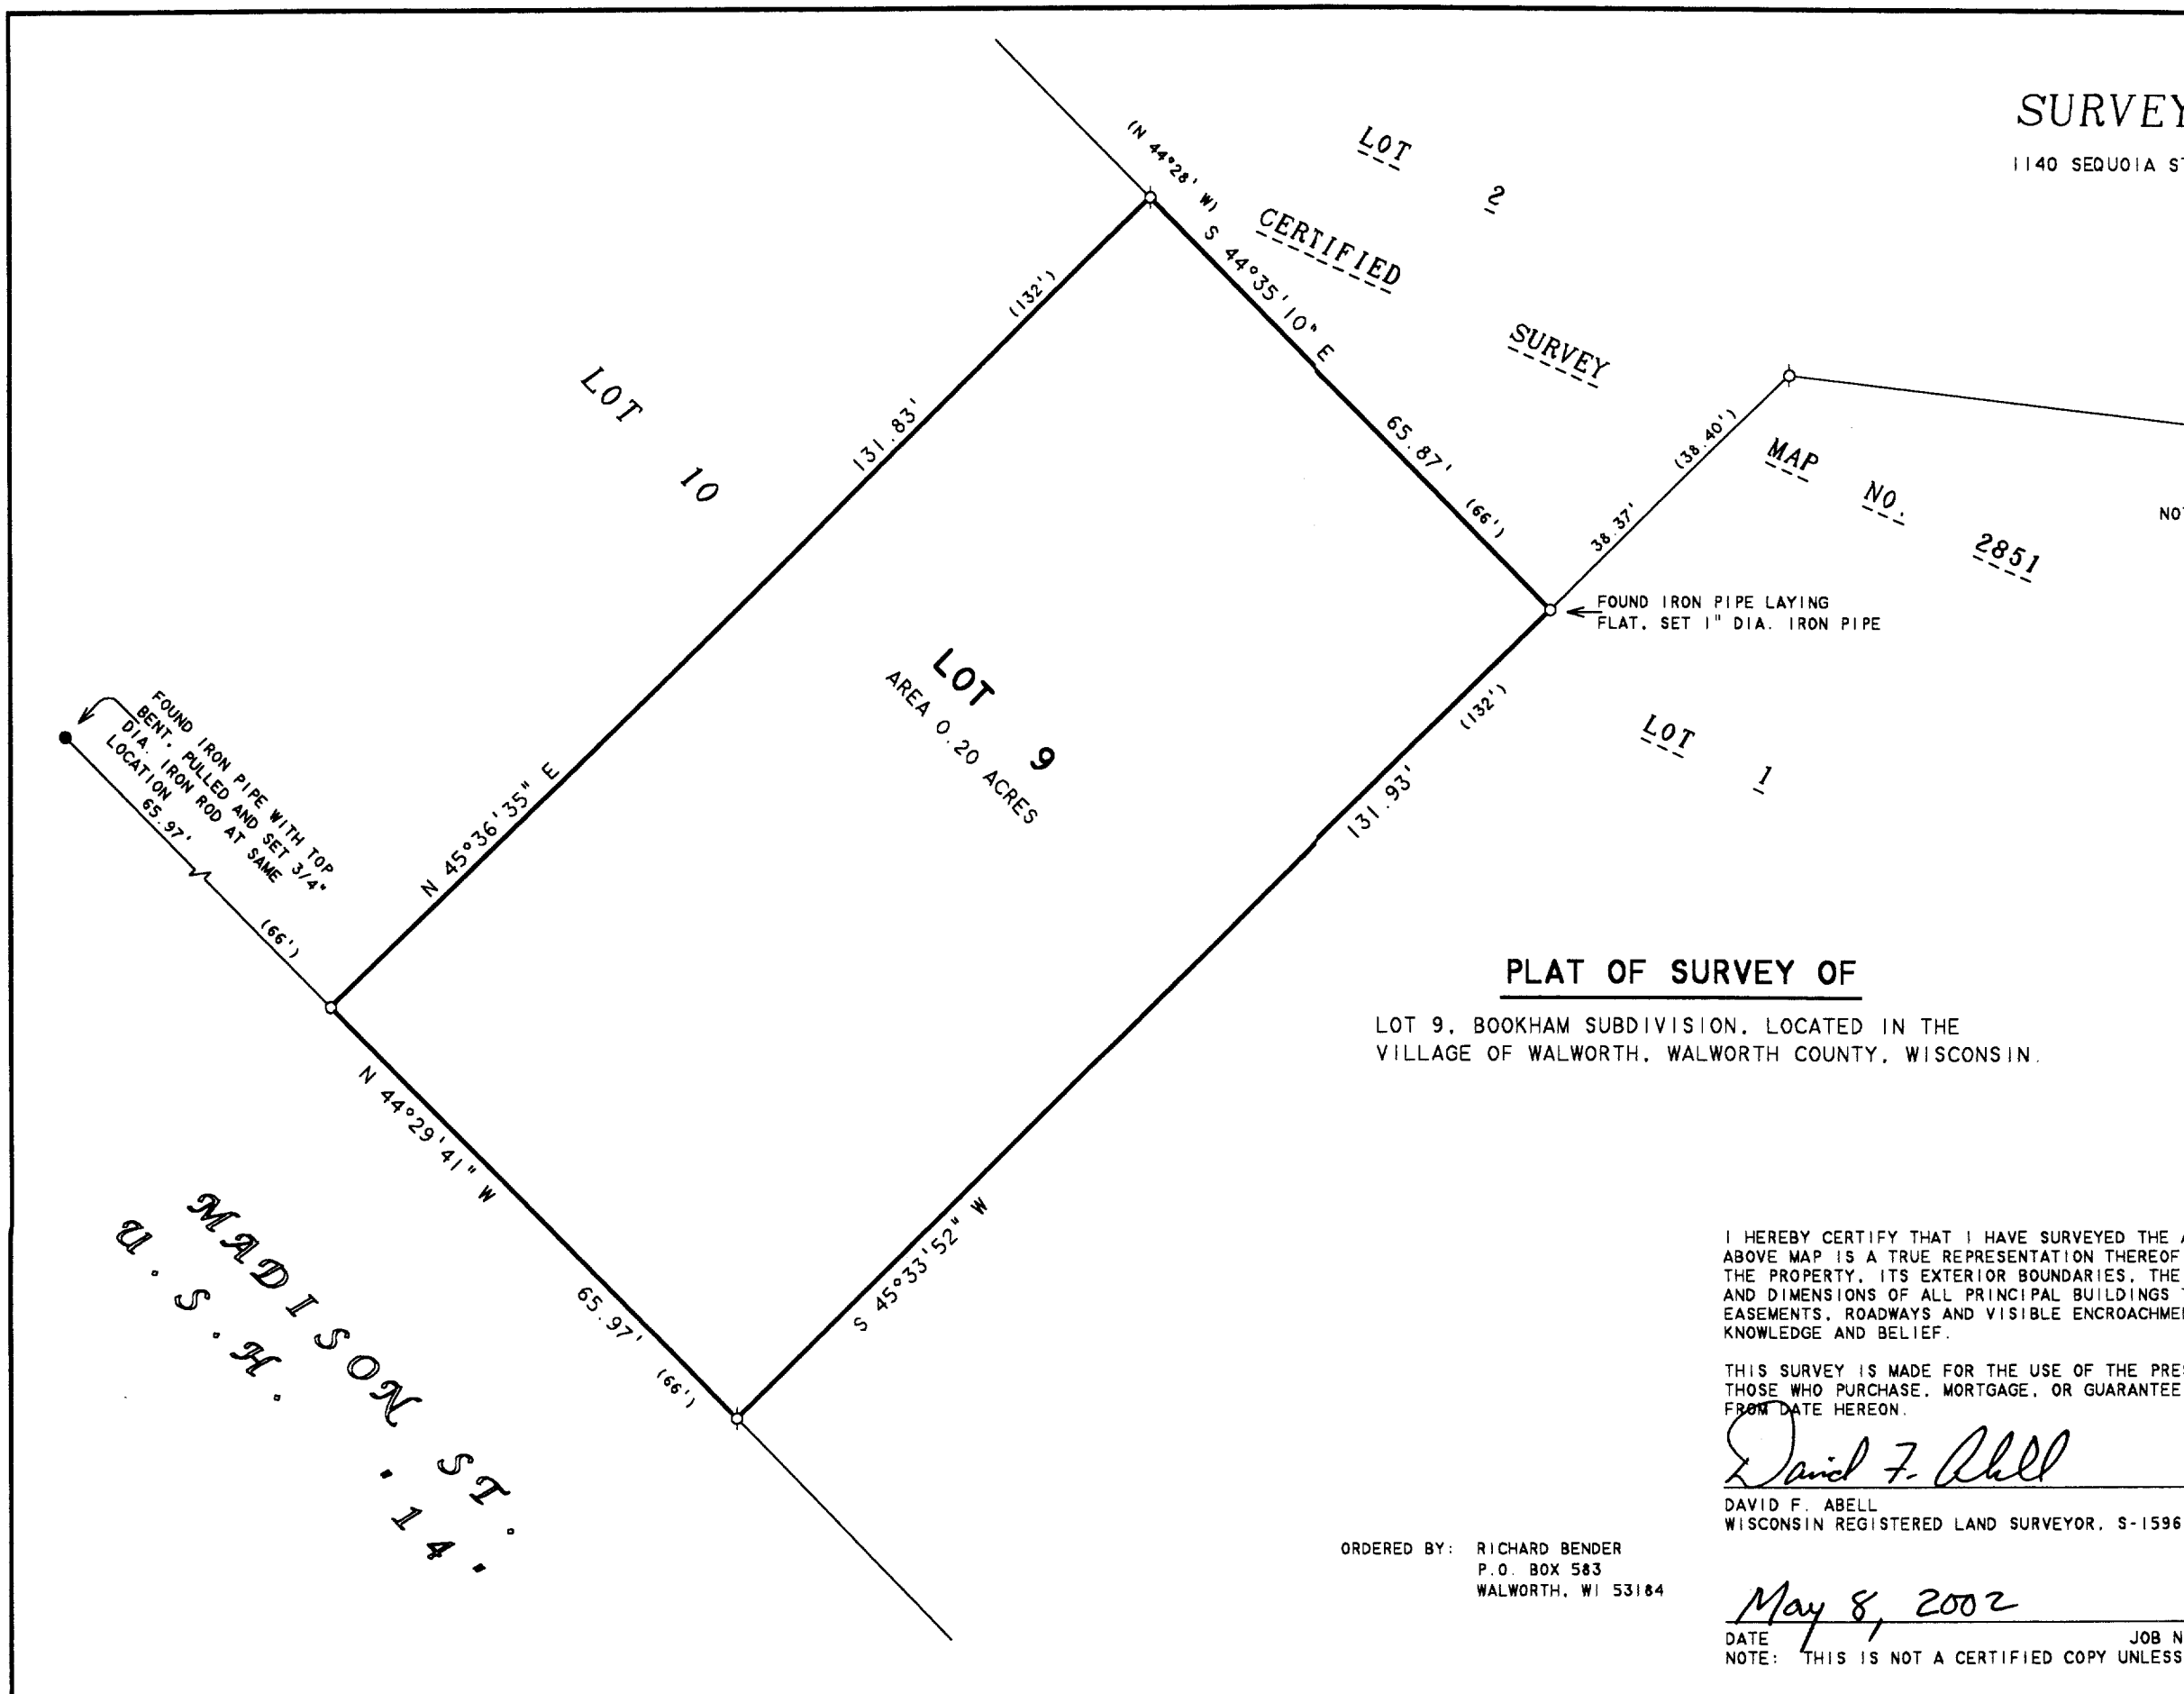 SURVEY
1140 SEQUOIA
(N 44°28' W)
LOT 2
CERTIFIED SURVEY
MAP NO. 2851
S 44°35'10" E
65.87'
(66')
(132')
131.83'
N 45°36'35" E
LOT 10
(38.40')
38.37'
FOUND IRON PIPE LAYING
FLAT, SET 1" DIA. IRON PIPE
LOT 9
AREA 0.20 ACRES
(132')
131.93'
S 45°33'52" W
LOT 1
FOUND IRON PIPE WITH TOP
BENT, PULLED AND SET 3/4"
DIA. IRON ROD AT SAME
LOCATION
65.97'
(66')
N 44°29'41" W
65.97'
(66')
MADISON ST.
U.S.H. "14"
PLAT OF SURVEY OF
LOT 9, BOOKHAM SUBDIVISION, LOCATED IN THE
VILLAGE OF WALWORTH, WALWORTH COUNTY, WISCONSIN.
I HEREBY CERTIFY THAT I HAVE SURVEYED THE
ABOVE MAP IS A TRUE REPRESENTATION THEREOF
THE PROPERTY, ITS EXTERIOR BOUNDARIES, THE
AND DIMENSIONS OF ALL PRINCIPAL BUILDINGS
EASEMENTS, ROADWAYS AND VISIBLE
KNOWLEDGE AND BELIEF.
THIS SURVEY IS MADE FOR THE USE OF THE
THOSE WHO PURCHASE, MORTGAGE, OR GUARANTEE
FROM DATE HEREON.
David F. Abell
DAVID F. ABELL
WISCONSIN REGISTERED LAND SURVEYOR, S-1596
ORDERED BY: RICHARD BENDER
P.O. BOX 583
WALWORTH, WI 53184
May 8, 2002
DATE JOB
NOTE: THIS IS NOT A CERTIFIED COPY UNLESS